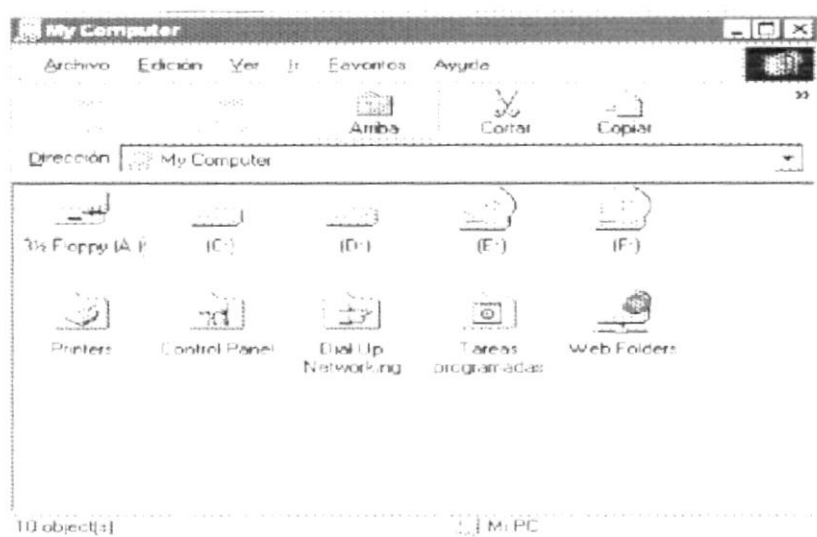 My Computer
Archivo Edición Ver Ir Favoritos Ayuda
Arriba Cortar Copiar »
Dirección My Computer
3½ Floppy (A:) (C:) (D:) (E:) (F:)
Printers Control Panel Dial Up Networking Tareas programadas Web Folders
10 object(s) Mi PC